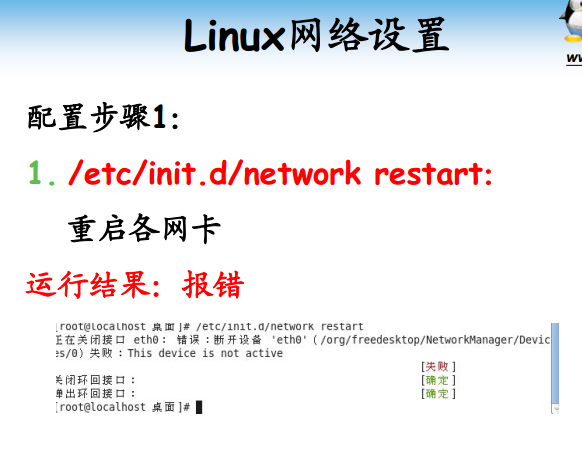 Linux网络设置
配置步骤1:
1. /etc/init.d/network restart:
重启各网卡
运行结果: 报错
[root@localhost 桌面]# /etc/init.d/network restart
正在关闭接口 eth0: 错误:断开设备 'eth0' (/org/freedesktop/NetworkManager/Devic
es/0) 失败:This device is not active
[失败]
关闭环回接口: [确定]
弹出环回接口: [确定]
[root@localhost 桌面]#